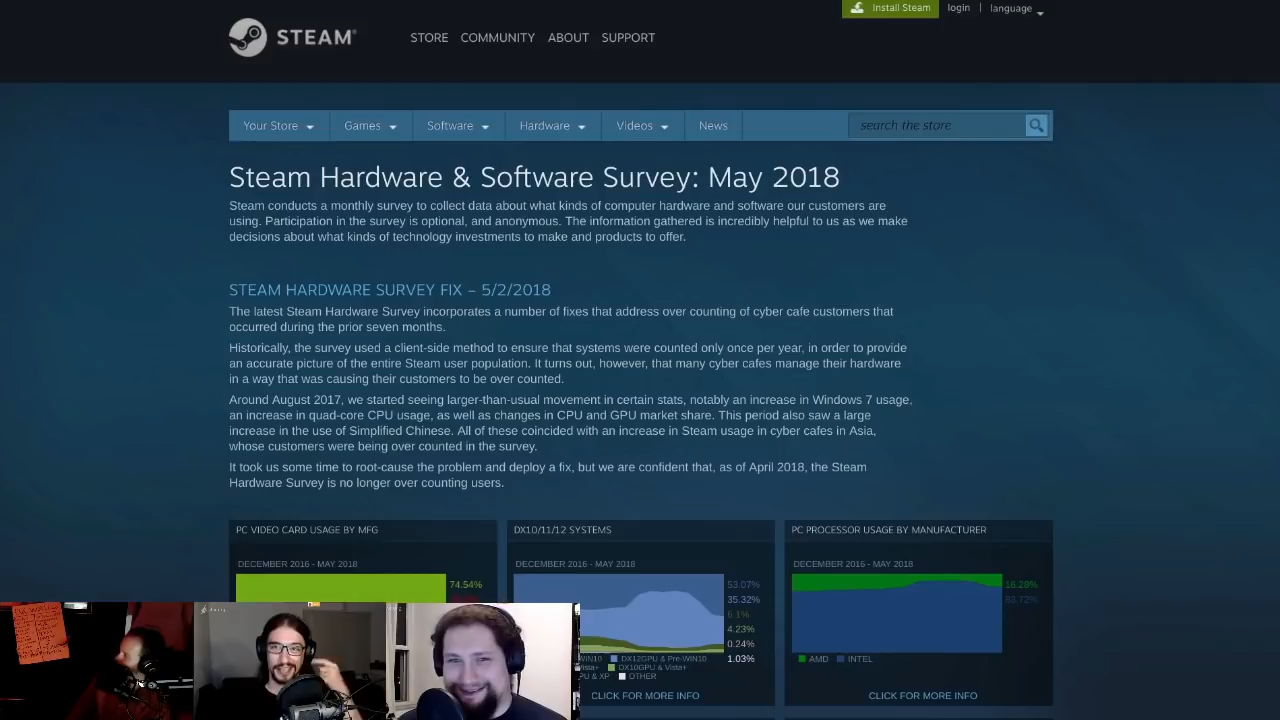 Install Steam
login
language
STEAM
STORE COMMUNITY ABOUT SUPPORT
Your Store Games Software Hardware Videos News
search the store
Steam Hardware & Software Survey: May 2018
Steam conducts a monthly survey to collect data about what kinds of computer hardware and software our customers are
using. Participation in the survey is optional, and anonymous. The information gathered is incredibly helpful to us as we make
decisions about what kinds of technology investments to make and products to offer.
STEAM HARDWARE SURVEY FIX – 5/2/2018
The latest Steam Hardware Survey incorporates a number of fixes that address over counting of cyber cafe customers that
occurred during the prior seven months.
Historically, the survey used a client-side method to ensure that systems were counted only once per year, in order to provide
an accurate picture of the entire Steam user population. It turns out, however, that many cyber cafes manage their hardware
in a way that was causing their customers to be over counted.
Around August 2017, we started seeing larger-than-usual movement in certain stats, notably an increase in Windows 7 usage,
an increase in quad-core CPU usage, as well as changes in CPU and GPU market share. This period also saw a large
increase in the use of Simplified Chinese. All of these coincided with an increase in Steam usage in cyber cafes in Asia,
whose customers were being over counted in the survey.
It took us some time to root-cause the problem and deploy a fix, but we are confident that, as of April 2018, the Steam
Hardware Survey is no longer over counting users.
PC VIDEO CARD USAGE BY MFG
DECEMBER 2016 - MAY 2018
74.54%
DX10/11/12 SYSTEMS
DECEMBER 2016 - MAY 2018
53.07%
35.32%
6.1%
4.23%
0.24%
1.03%
WIN10 DX12GPU & Pre-WIN10
Vista+ DX10GPU & Vista+
PU & XP OTHER
CLICK FOR MORE INFO
PC PROCESSOR USAGE BY MANUFACTURER
DECEMBER 2016 - MAY 2018
16.28%
83.72%
AMD INTEL
CLICK FOR MORE INFO